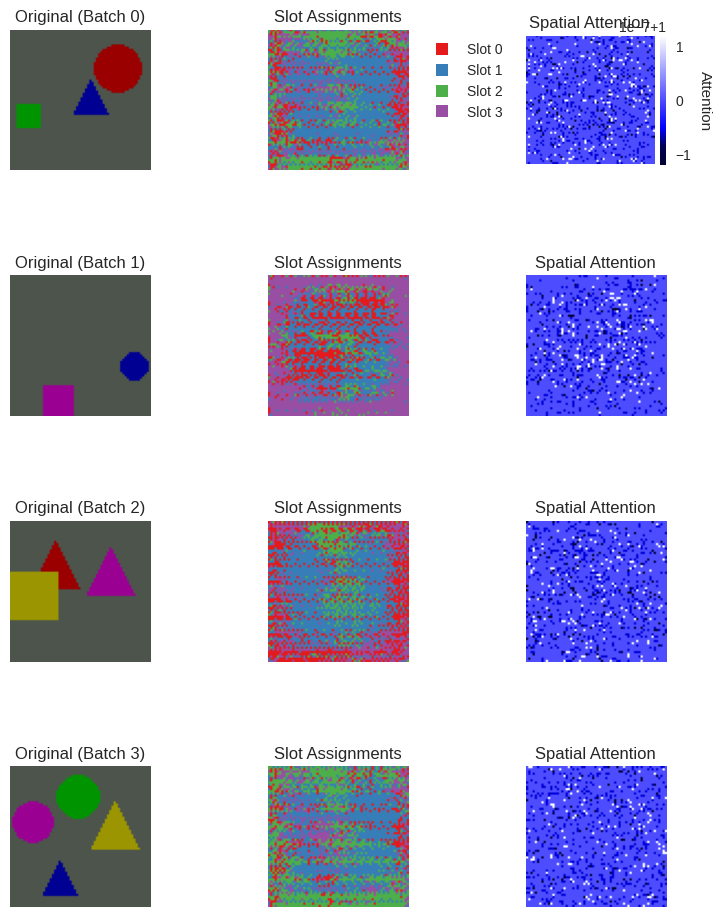 Original (Batch 0)
Slot Assignments
Slot 0
Slot 1
Slot 2
Slot 3
Spatial Attention
1e−7+1
1
0
−1
Attention
Original (Batch 1)
Slot Assignments
Spatial Attention
Original (Batch 2)
Slot Assignments
Spatial Attention
Original (Batch 3)
Slot Assignments
Spatial Attention